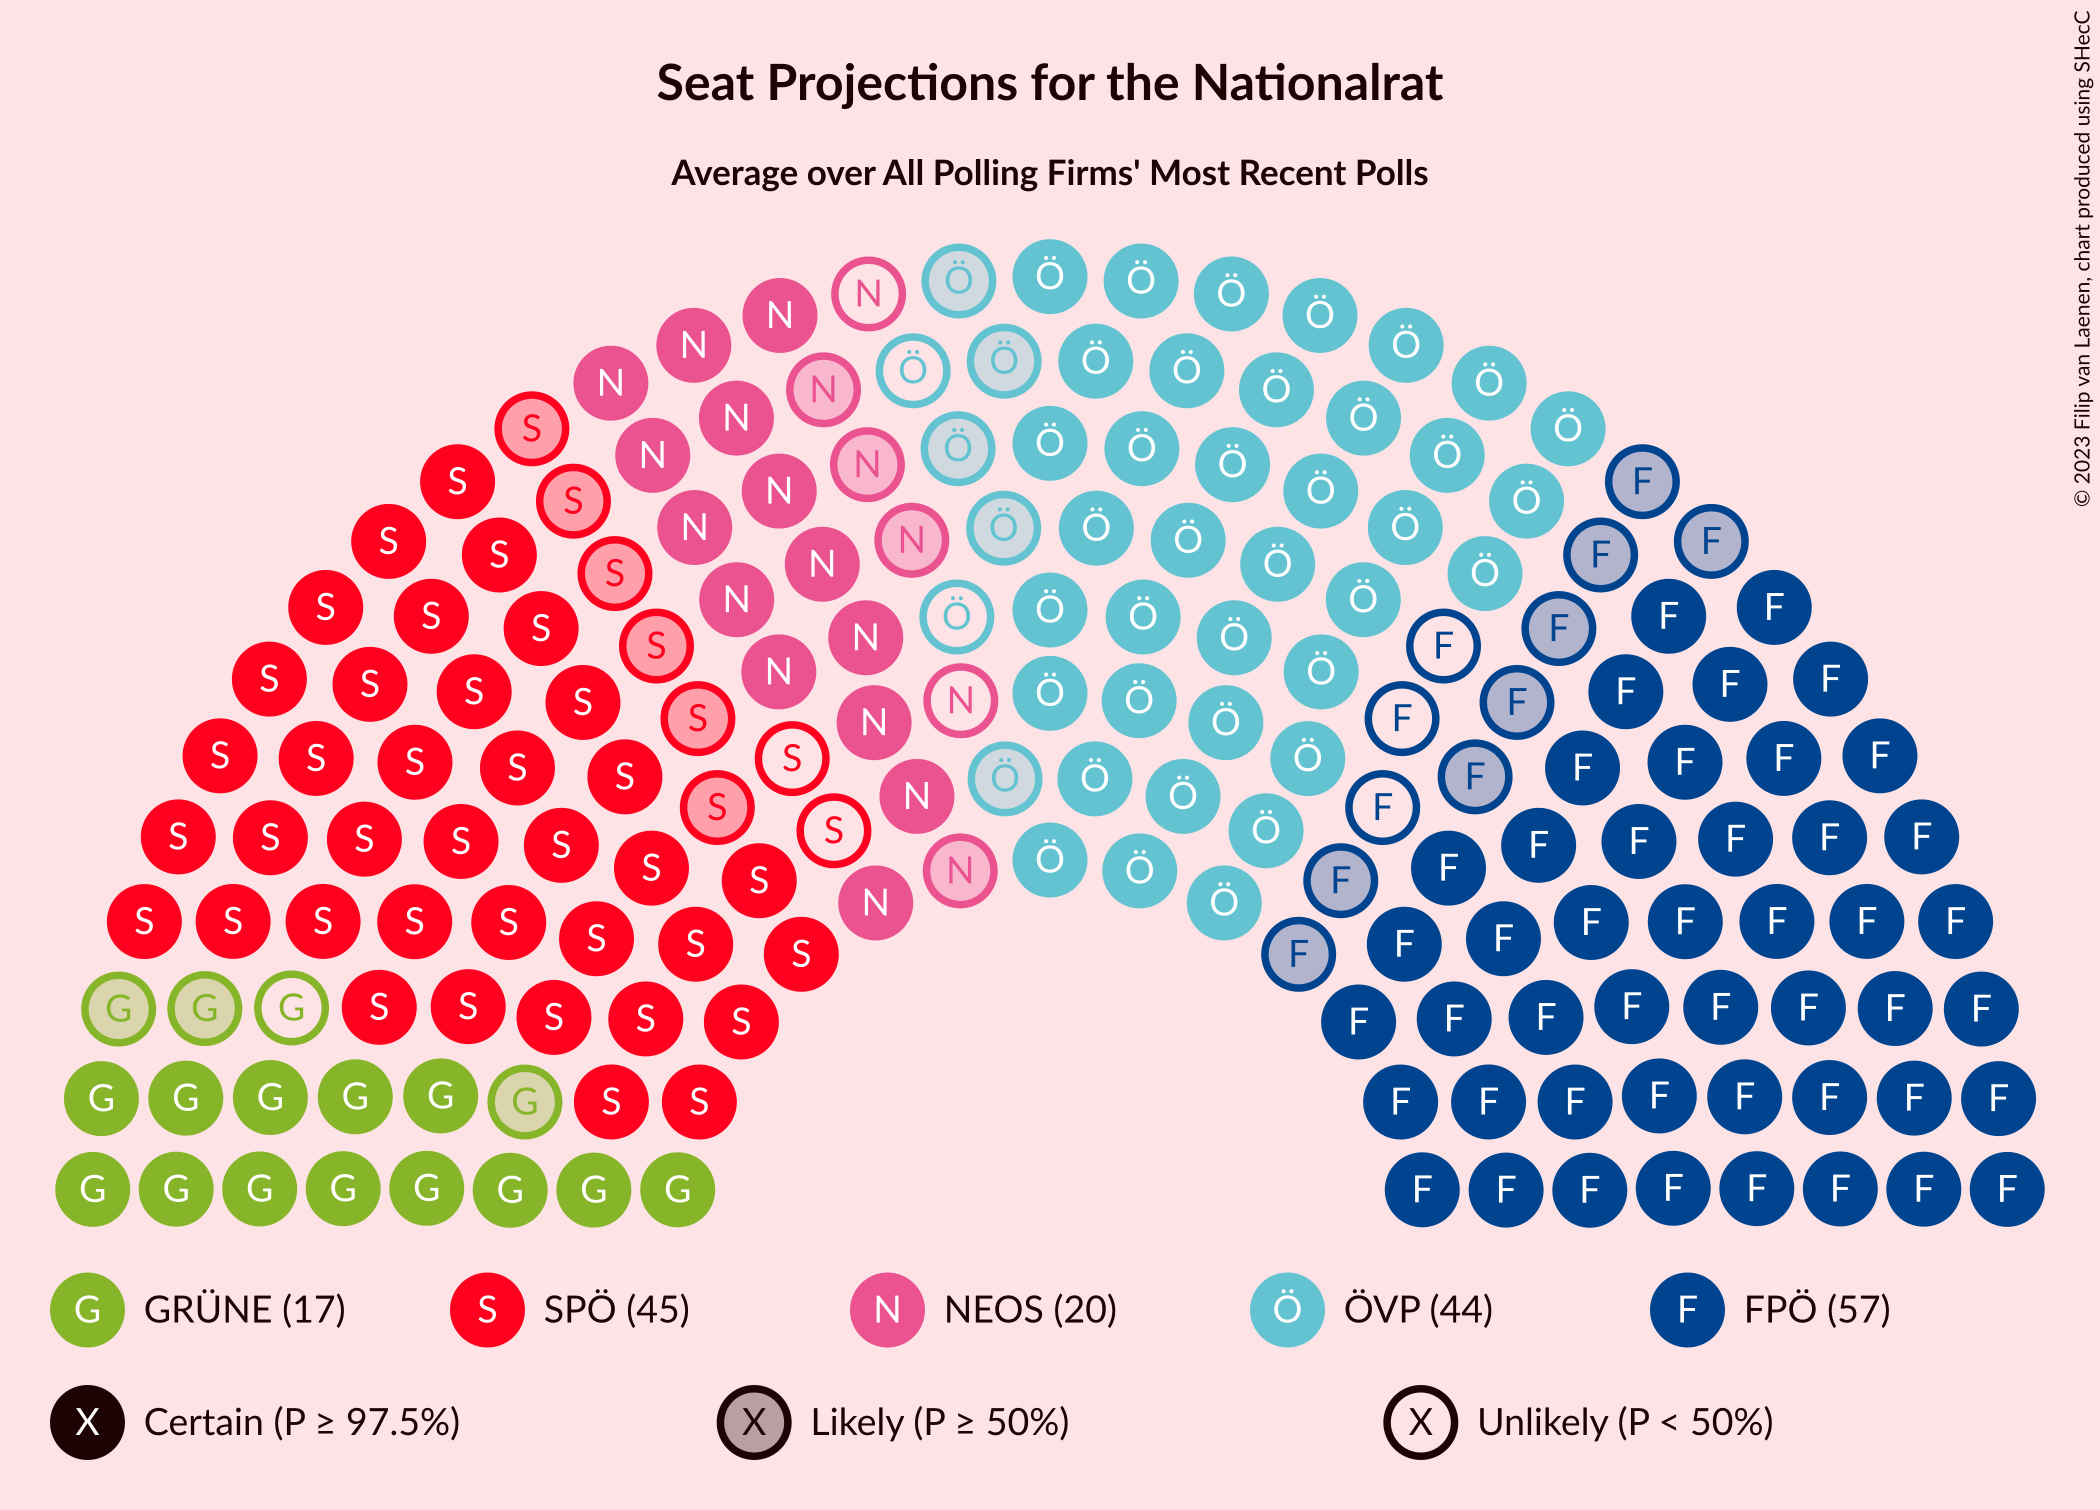 Seat Projections for the Nationalrat
Average over All Polling Firms' Most Recent Polls
© 2023 Filip van Laenen, chart produced using SHecC
N Ö Ö Ö Ö
N Ö Ö
N Ö Ö Ö Ö Ö Ö
N N Ö Ö
S N Ö Ö Ö Ö Ö Ö
S N N Ö Ö F
S N N Ö Ö Ö Ö
S S N N Ö Ö Ö Ö F F
S S N N Ö Ö Ö F F
S S S S N Ö Ö Ö Ö F F F F
S S S S N N Ö Ö Ö Ö F F F F
S S S S S N Ö Ö Ö Ö F F F F F
S S S S S S N Ö Ö Ö F F F F F F
S S S S S S S S N Ö Ö F F F F F F F
S S S S S S S S N Ö F F F F F F F F
G G G S S S S S F F F F F F F F
G G G G G G S S F F F F F F F F
G G G G G G G G F F F F F F F F
G GRÜNE (17) S SPÖ (45) N NEOS (20) Ö ÖVP (44) F FPÖ (57)
X Certain (P ≥ 97.5%) X Likely (P ≥ 50%) X Unlikely (P < 50%)